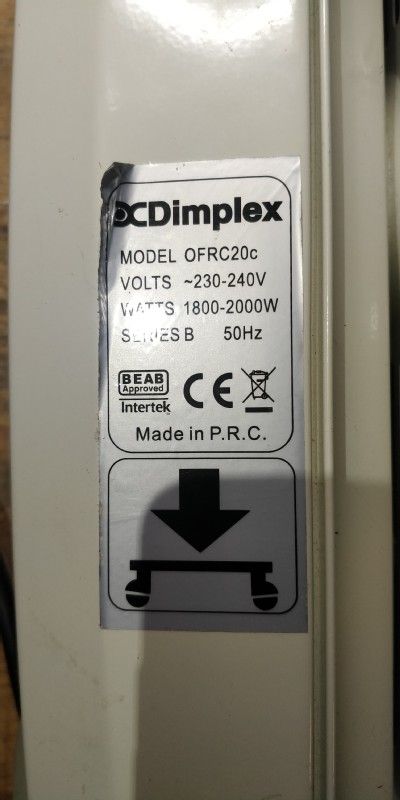 Dimplex
MODEL OFRC20c
VOLTS ~230-240V
WATTS 1800-2000W
SERIES B 50Hz
BEAB
Approved
Intertek
CE
Made in P.R.C.